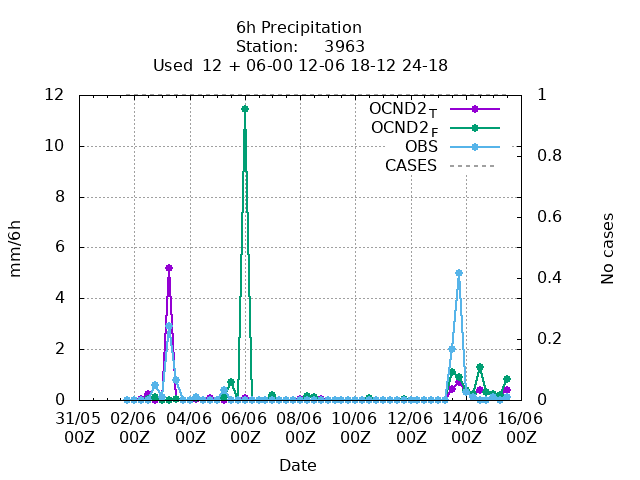 6h Precipitation
Station: 3963
Used 12 + 06-00 12-06 18-12 24-18
12
10
8
6
4
2
0
mm/6h
1
0.8
0.6
0.4
0.2
0
No cases
OCND2T
OCND2F
OBS
CASES
31/05 02/06 04/06 06/06 08/06 10/06 12/06 14/06 16/06
00Z 00Z 00Z 00Z 00Z 00Z 00Z 00Z 00Z
Date